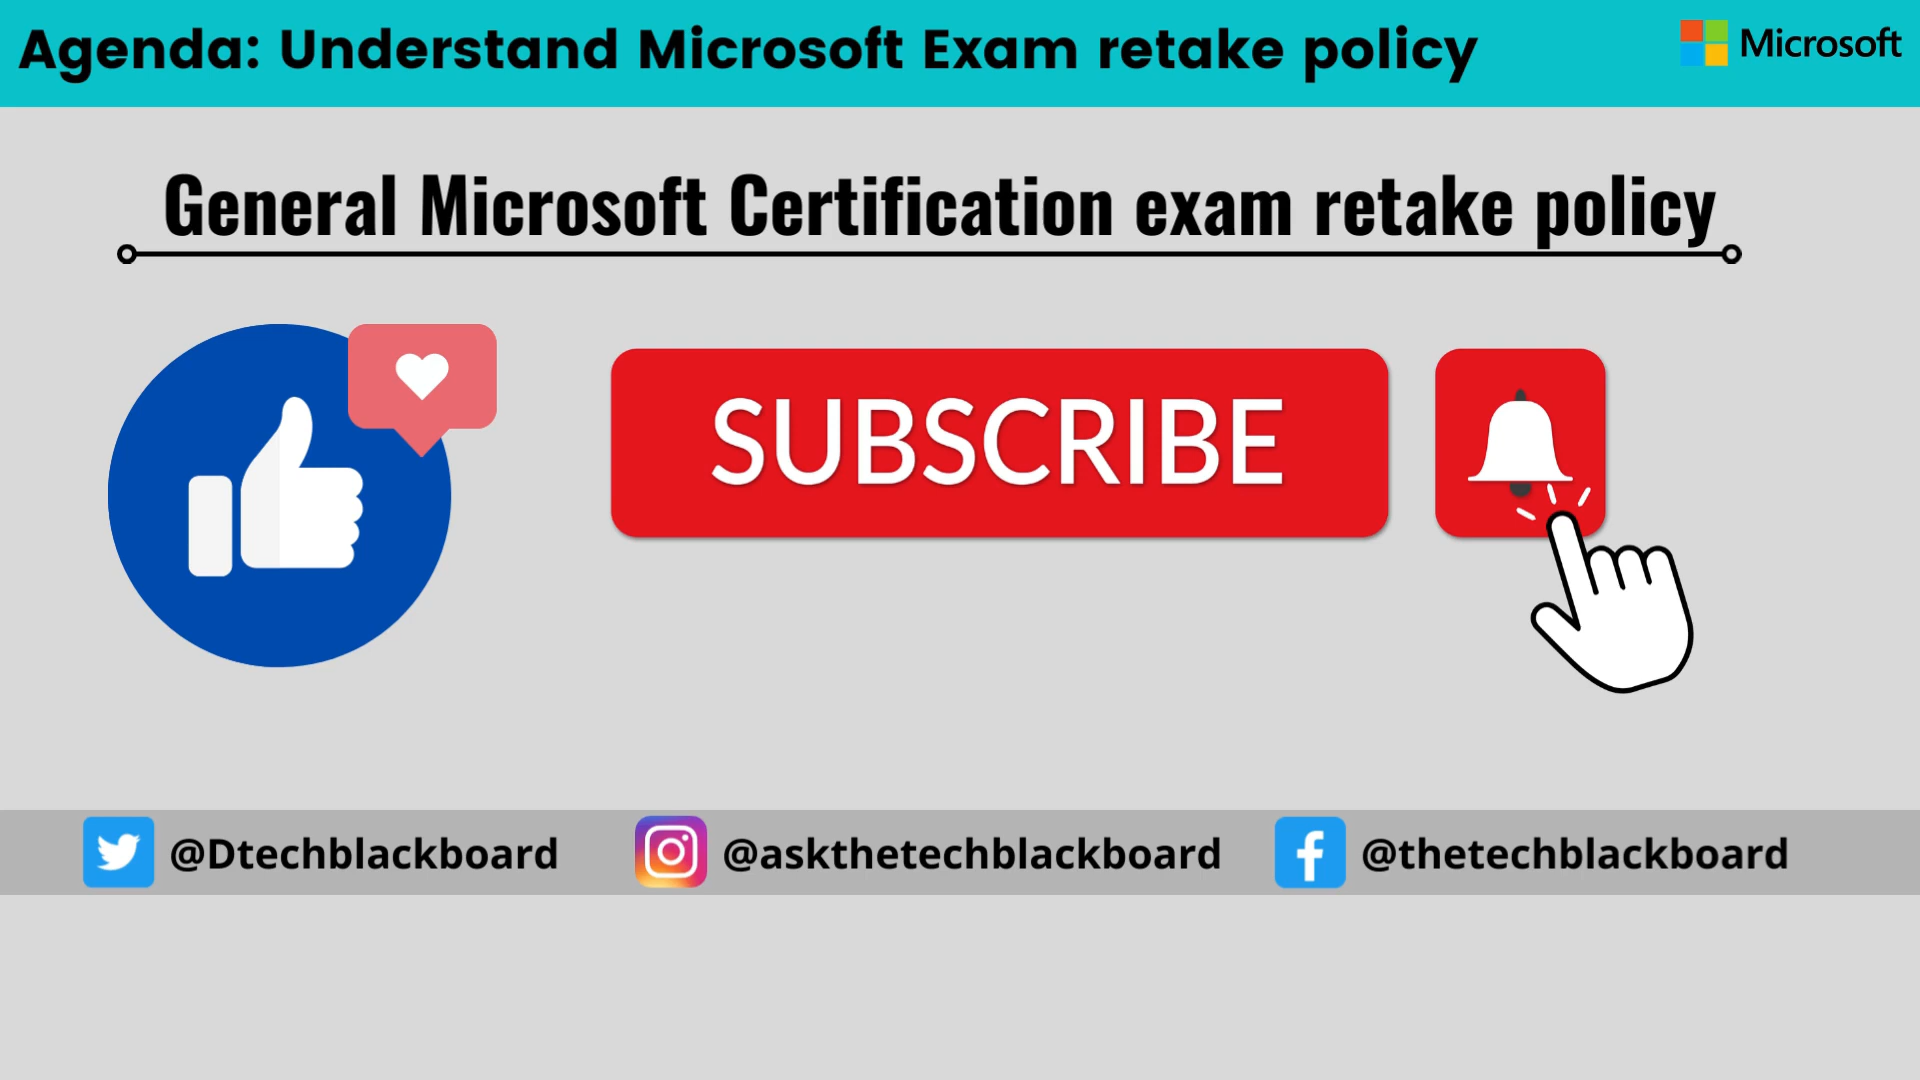 Agenda: Understand Microsoft Exam retake policy
Microsoft
General Microsoft Certification exam retake policy
SUBSCRIBE
@Dtechblackboard
@askthetechblackboard
@thetechblackboard